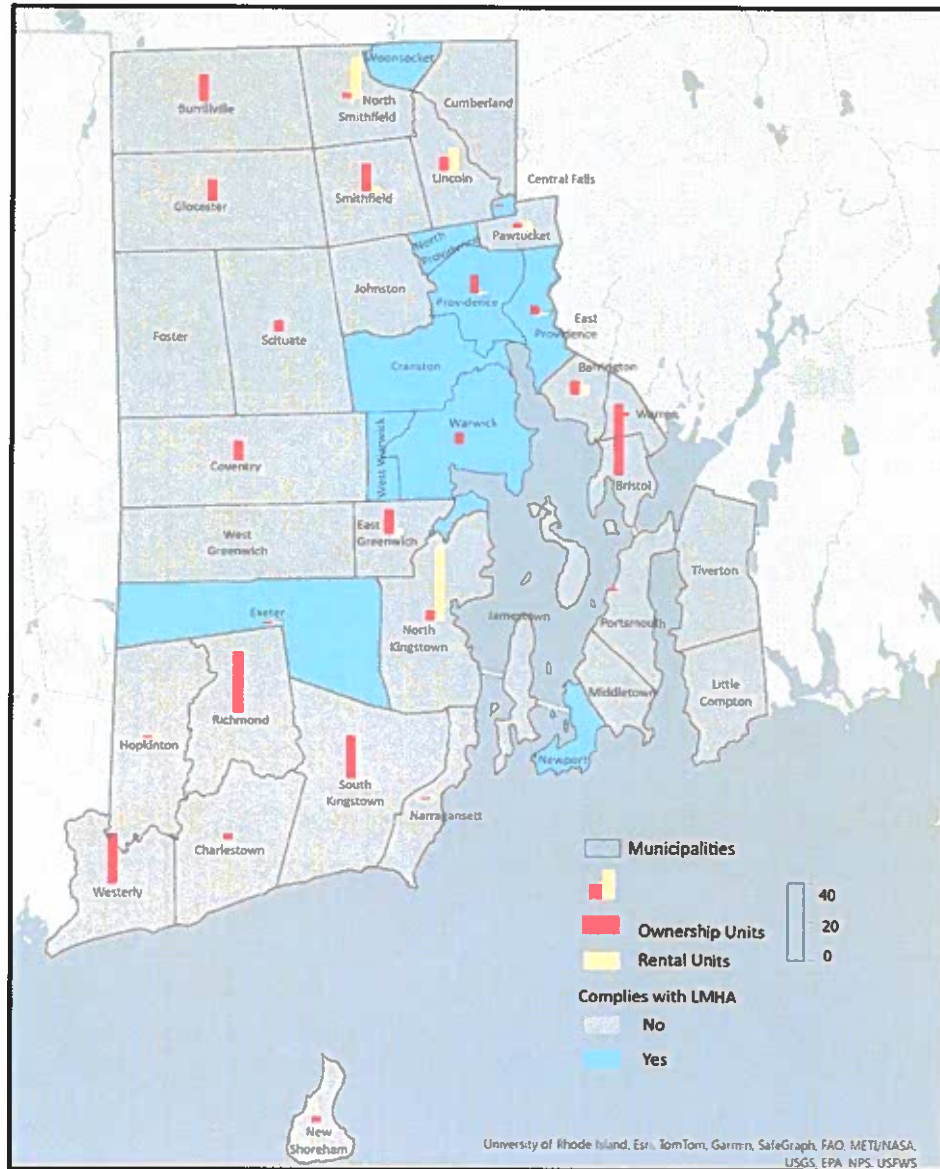 Woonsocket
Burrillville
North
Smithfield
Cumberland
Glocester
Smithfield
Lincoln
Central Falls
Pawtucket
North
Providence
Johnston
Providence
Foster
Scituate
East
Providence
Cranston
Barrington
Warren
Warwick
West Warwick
Coventry
Bristol
East
Greenwich
West
Greenwich
Tiverton
Exeter
North
Kingstown
Jamestown
Portsmouth
Middletown
Little
Compton
Richmond
Hopkinton
Newport
South
Kingstown
Narragansett
Charlestown
Westerly
Municipalities
40
20
0
Ownership Units
Rental Units
Complies with LMHA
No
Yes
New
Shoreham
University of Rhode Island, Esri, TomTom, Garmin, SafeGraph, FAO, METI/NASA,
USGS, EPA, NPS, USFWS